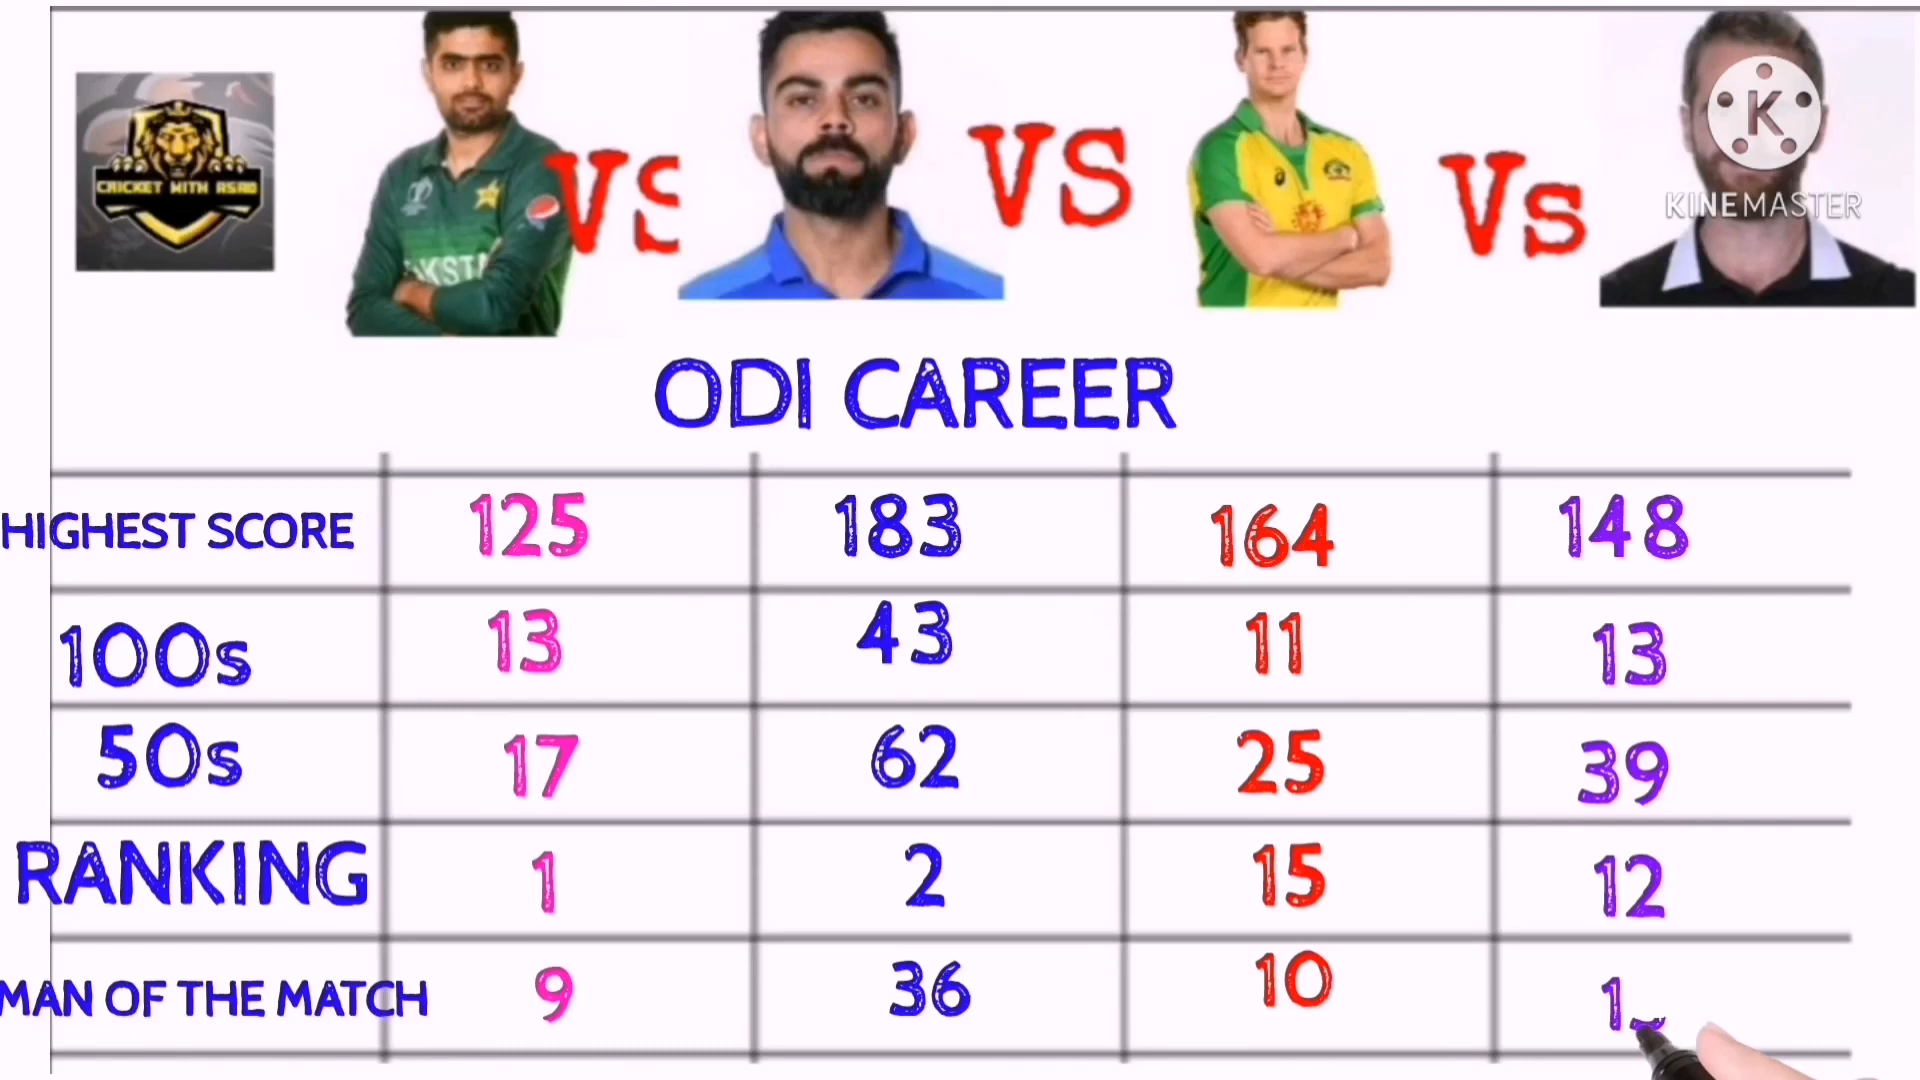 CRICKET WITH ASAD
VS
VS
Vs
K
KINEMASTER
ODI CAREER
HIGHEST SCORE 125 183 164 148
100s 13 43 11 13
50s 17 62 25 39
RANKING 1 2 15 12
MAN OF THE MATCH 9 36 10